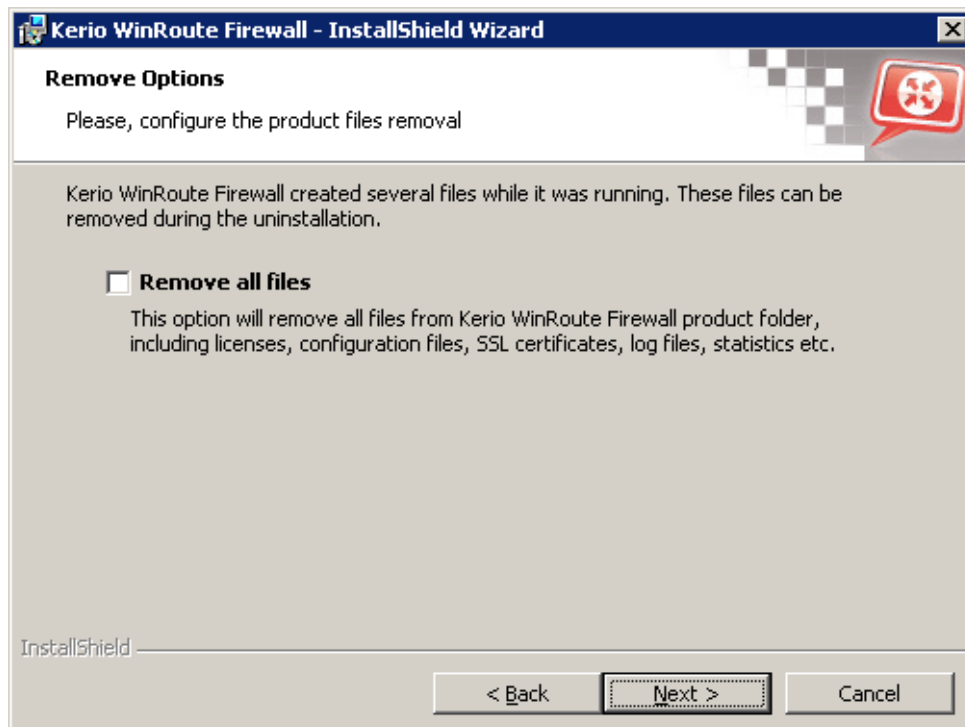 Kerio WinRoute Firewall - InstallShield Wizard
Remove Options
Please, configure the product files removal
Kerio WinRoute Firewall created several files while it was running. These files can be
removed during the uninstallation.
Remove all files
This option will remove all files from Kerio WinRoute Firewall product folder,
including licenses, configuration files, SSL certificates, log files, statistics etc.
InstallShield
< Back
Next >
Cancel